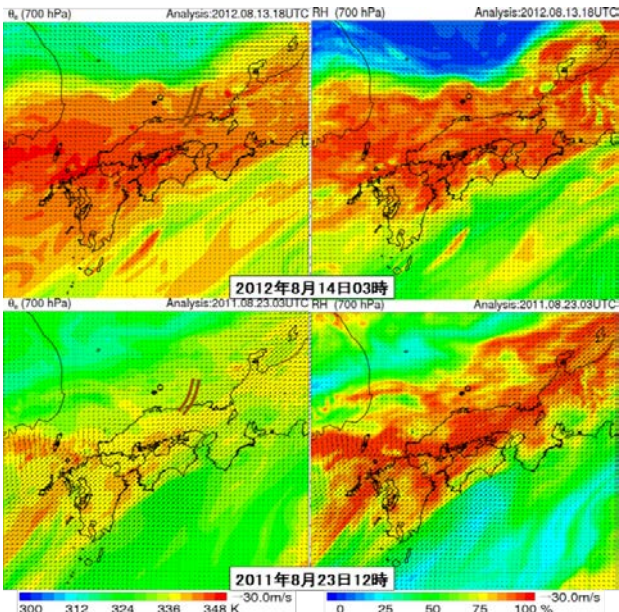 θe (700 hPa) Analysis:2012.08.13.18UTC
RH (700 hPa) Analysis:2012.08.13.18UTC
2012年8月14日03時
θe (700 hPa) Analysis:2011.08.23.03UTC
RH (700 hPa) Analysis:2011.08.23.03UTC
2011年8月23日12時
→30.0m/s
300 312 324 336 348 K
→30.0m/s
0 25 50 75 100 %